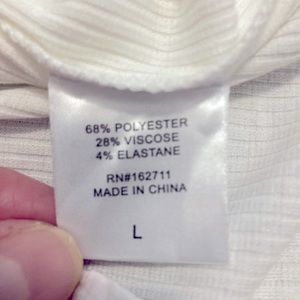 68% POLYESTER
28% VISCOSE
4% ELASTANE
RN#162711
MADE IN CHINA
L